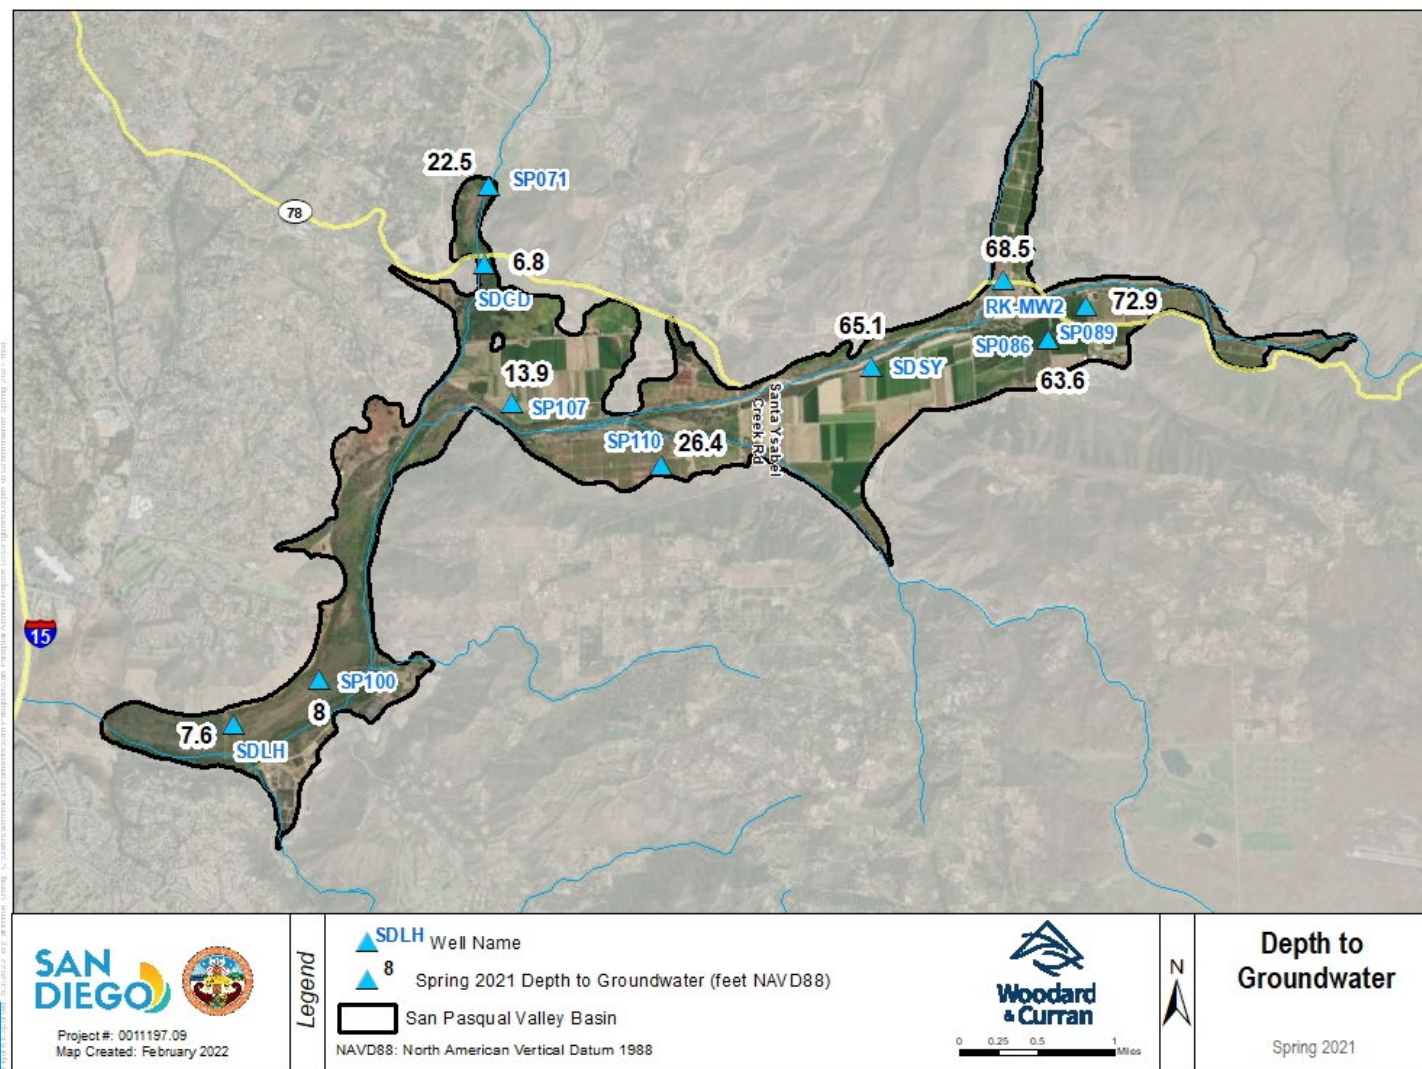 22.5
SP071
78
6.8
SDCD
68.5
RK-MW2
72.9
SP089
SP086
65.1
SDSY
63.6
13.9
SP107
SP110
26.4
Santa Ysabel
Creek Rd
15
SP100
8
7.6
SDLH
SAN
DIEGO
Project #: 0011197.09
Map Created: February 2022
Legend
SDLH Well Name
8 Spring 2021 Depth to Groundwater (feet NAVD88)
San Pasqual Valley Basin
NAVD88: North American Vertical Datum 1988
Woodard
& Curran
0 0.25 0.5 1
Miles
N
Depth to
Groundwater
Spring 2021